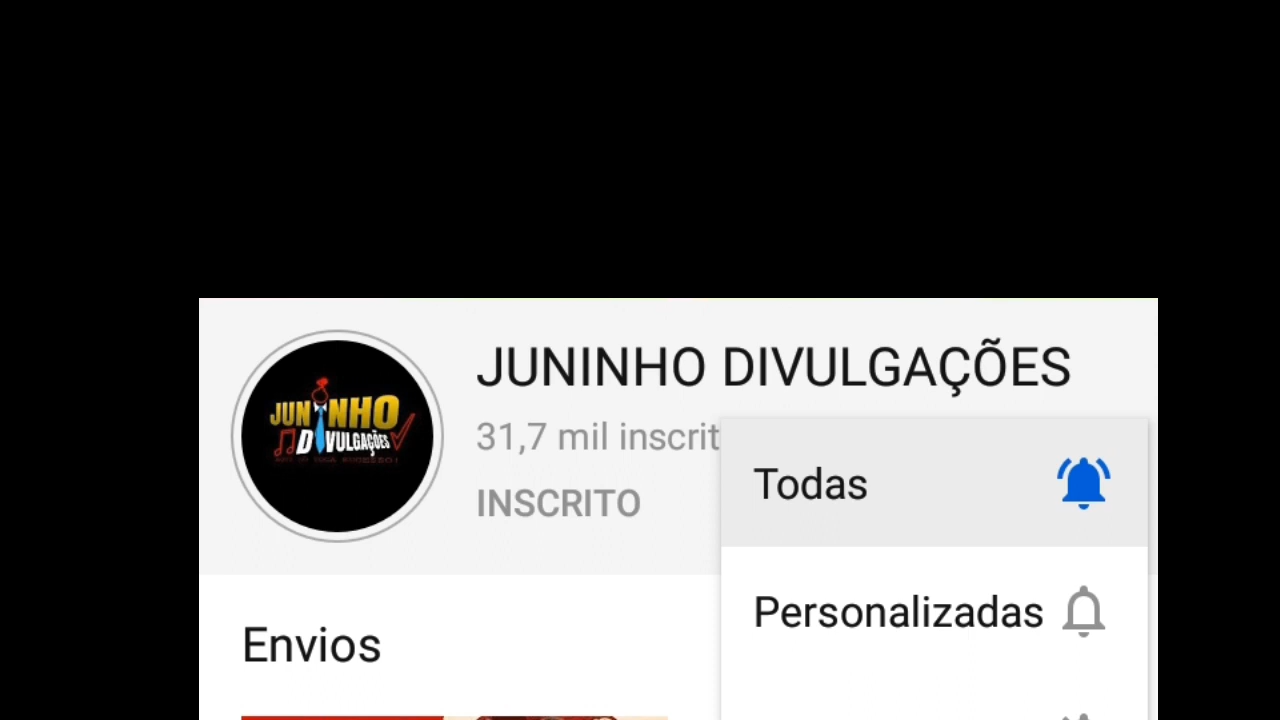 JUNINHO
DIVULGAÇÕES
JUNINHO DIVULGAÇÕES
31,7 mil inscrit
INSCRITO
Todas
Personalizadas
Envios